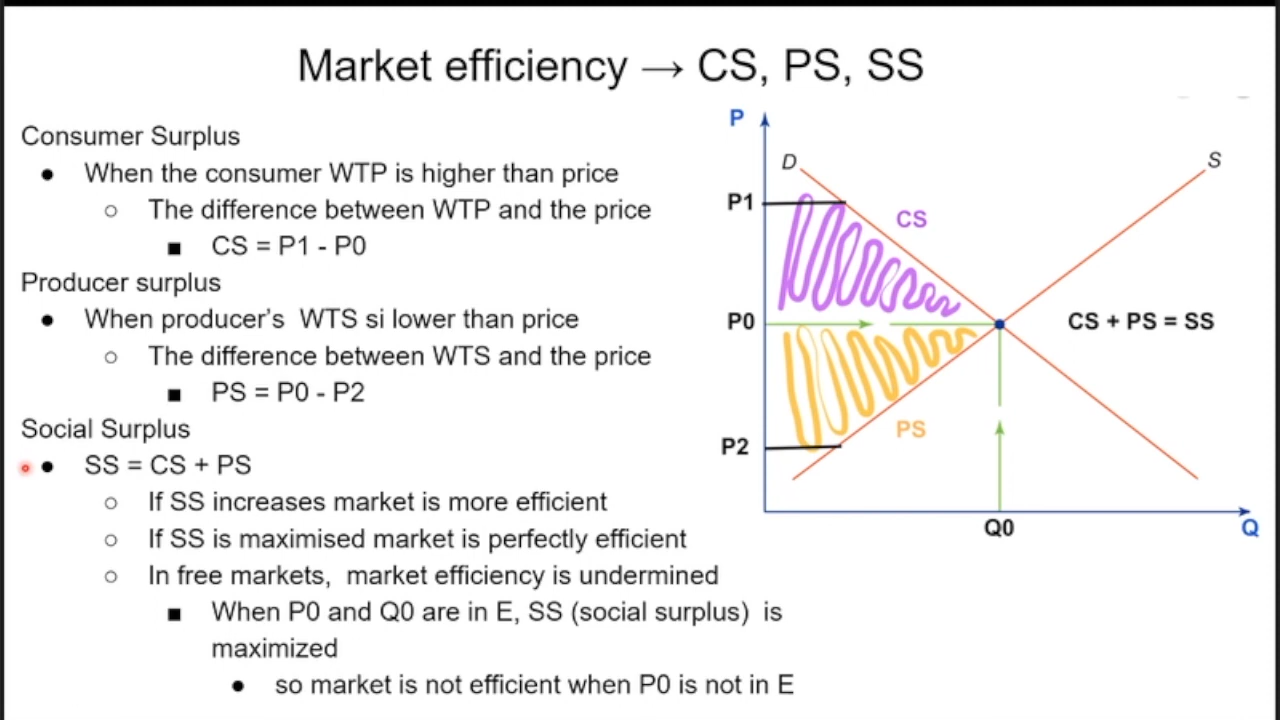 Market efficiency → CS, PS, SS
Consumer Surplus
● When the consumer WTP is higher than price
○ The difference between WTP and the price
■ CS = P1 - P0
Producer surplus
● When producer's  WTS si lower than price
○ The difference between WTS and the price
■ PS = P0 - P2
Social Surplus
● SS = CS + PS
○ If SS increases market is more efficient
○ If SS is maximised market is perfectly efficient
○ In free markets,  market efficiency is undermined
■ When P0 and Q0 are in E, SS (social surplus)  is
maximized
● so market is not efficient when P0 is not in E
P
D
S
P1
CS
P0
CS + PS = SS
PS
P2
Q0
Q